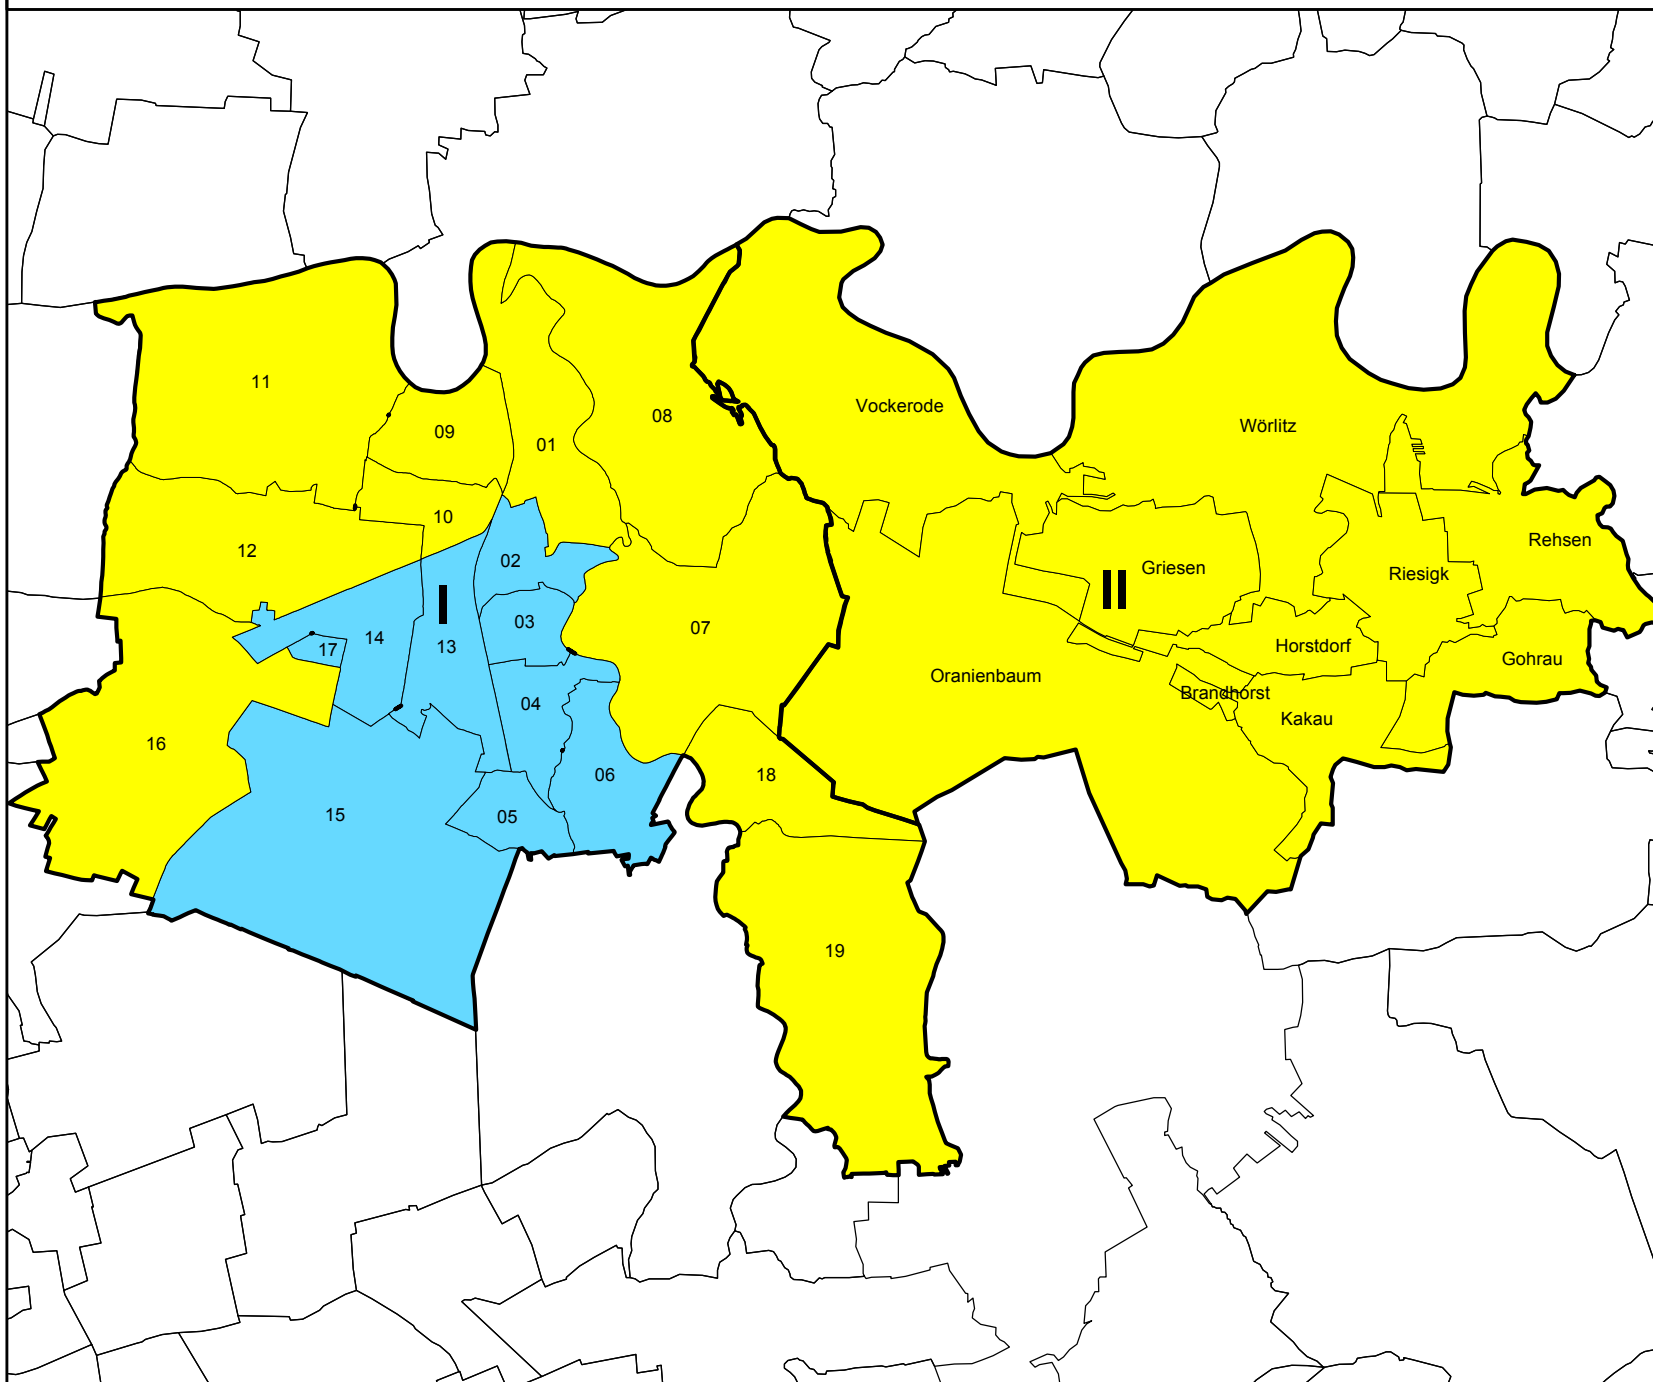 11
09
01
08
Vockerode
Wörlitz
10
12
02
Rehsen
Griesen
Riesigk
I
II
03
07
14
13
17
Horstdorf
Gohrau
Oranienbaum
Brandhorst
04
Kakau
16
06
18
15
05
19